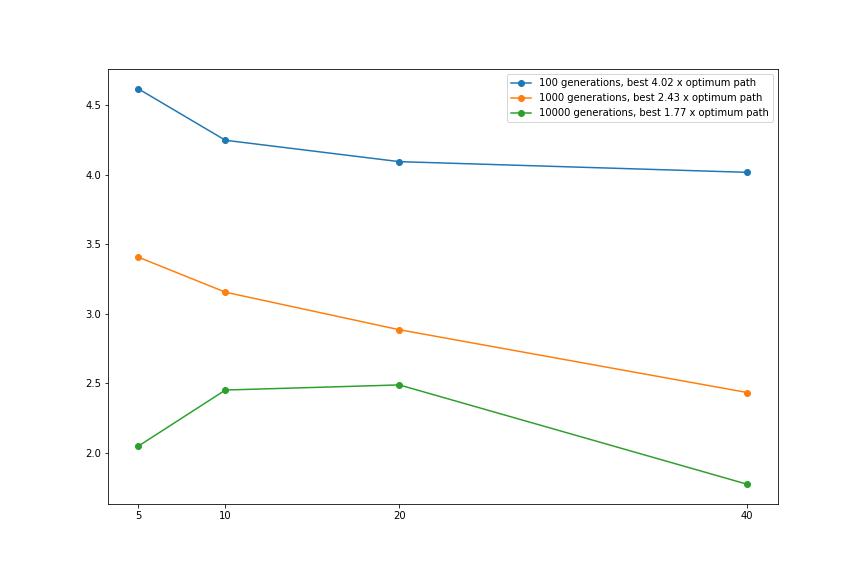 100 generations, best 4.02 x optimum path
1000 generations, best 2.43 x optimum path
10000 generations, best 1.77 x optimum path
4.5
4.0
3.5
3.0
2.5
2.0
5 10 20 40